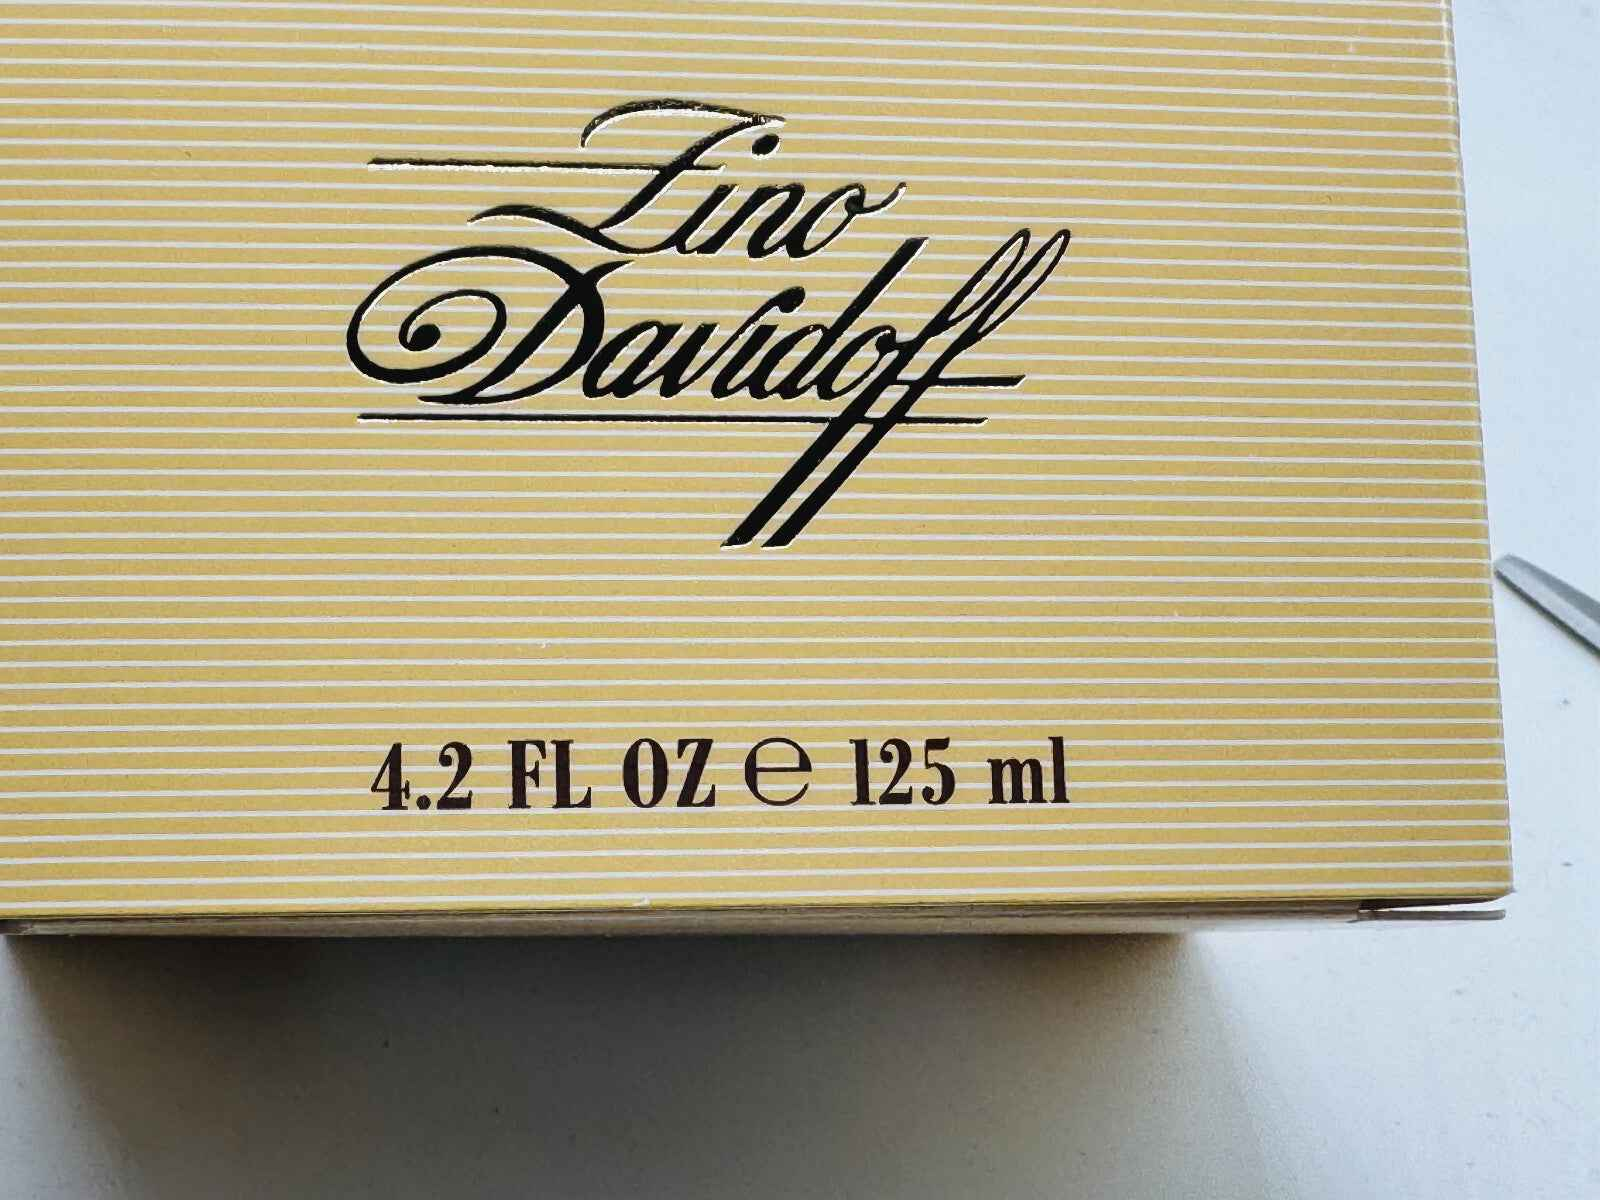 Zino
Davidoff
4.2 FL OZ ℮ 125 ml